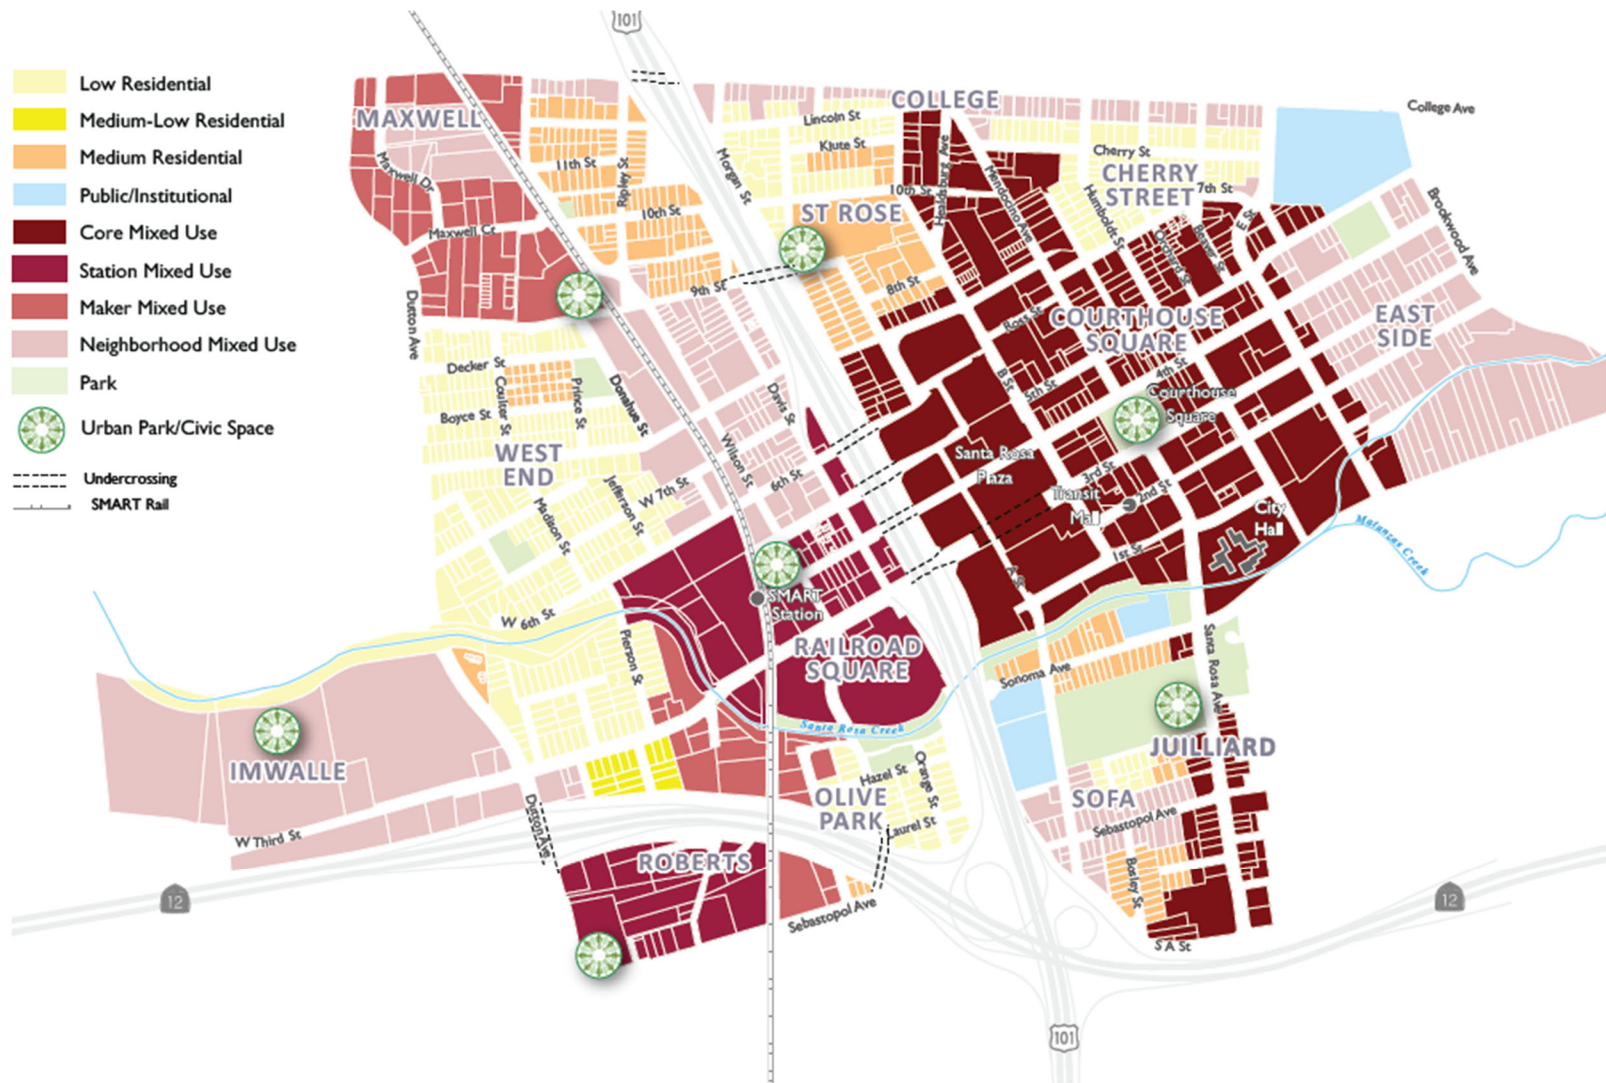 101
Low Residential
Medium-Low Residential
Medium Residential
Public/Institutional
Core Mixed Use
Station Mixed Use
Maker Mixed Use
Neighborhood Mixed Use
Park
Urban Park/Civic Space
Undercrossing
SMART Rail
MAXWELL
Maxwell Dr
Maxwell Ct
Dutton Ave
11th St
Ripley St
10th St
9th St
Morgan St
Lincoln St
Klute St
COLLEGE
College Ave
10th St
Healdsburg Ave
Mendocino Ave
ST ROSE
8th St
Cherry St
CHERRY
STREET
7th St
Humboldt St
Orchard St
Beaver St
E St
Brookwood Ave
Ross St
COURTHOUSE
SQUARE
EAST
SIDE
B St
5th St
4th St
Courthouse
Square
Decker St
Coulter St
Prince St
Donahue St
Boyce St
WEST
END
Davis St
Wilson St
6th St
W 7th St
Jefferson St
Madison St
Santa Rosa
Plaza
3rd St
Transit
Mall
2nd St
City
Hall
1st St
A St
Matanzas Creek
SMART
Station
W 6th St
Pierson St
RAILROAD
SQUARE
Santa Rosa Creek
Sonoma Ave
Santa Rosa Ave
JUILLIARD
IMWALLE
W Third St
Dutton Ave
Hazel St
Orange St
OLIVE
PARK
Laurel St
SOFA
Sebastopol Ave
Bosley St
ROBERTS
Sebastopol Ave
S A St
12
12
101